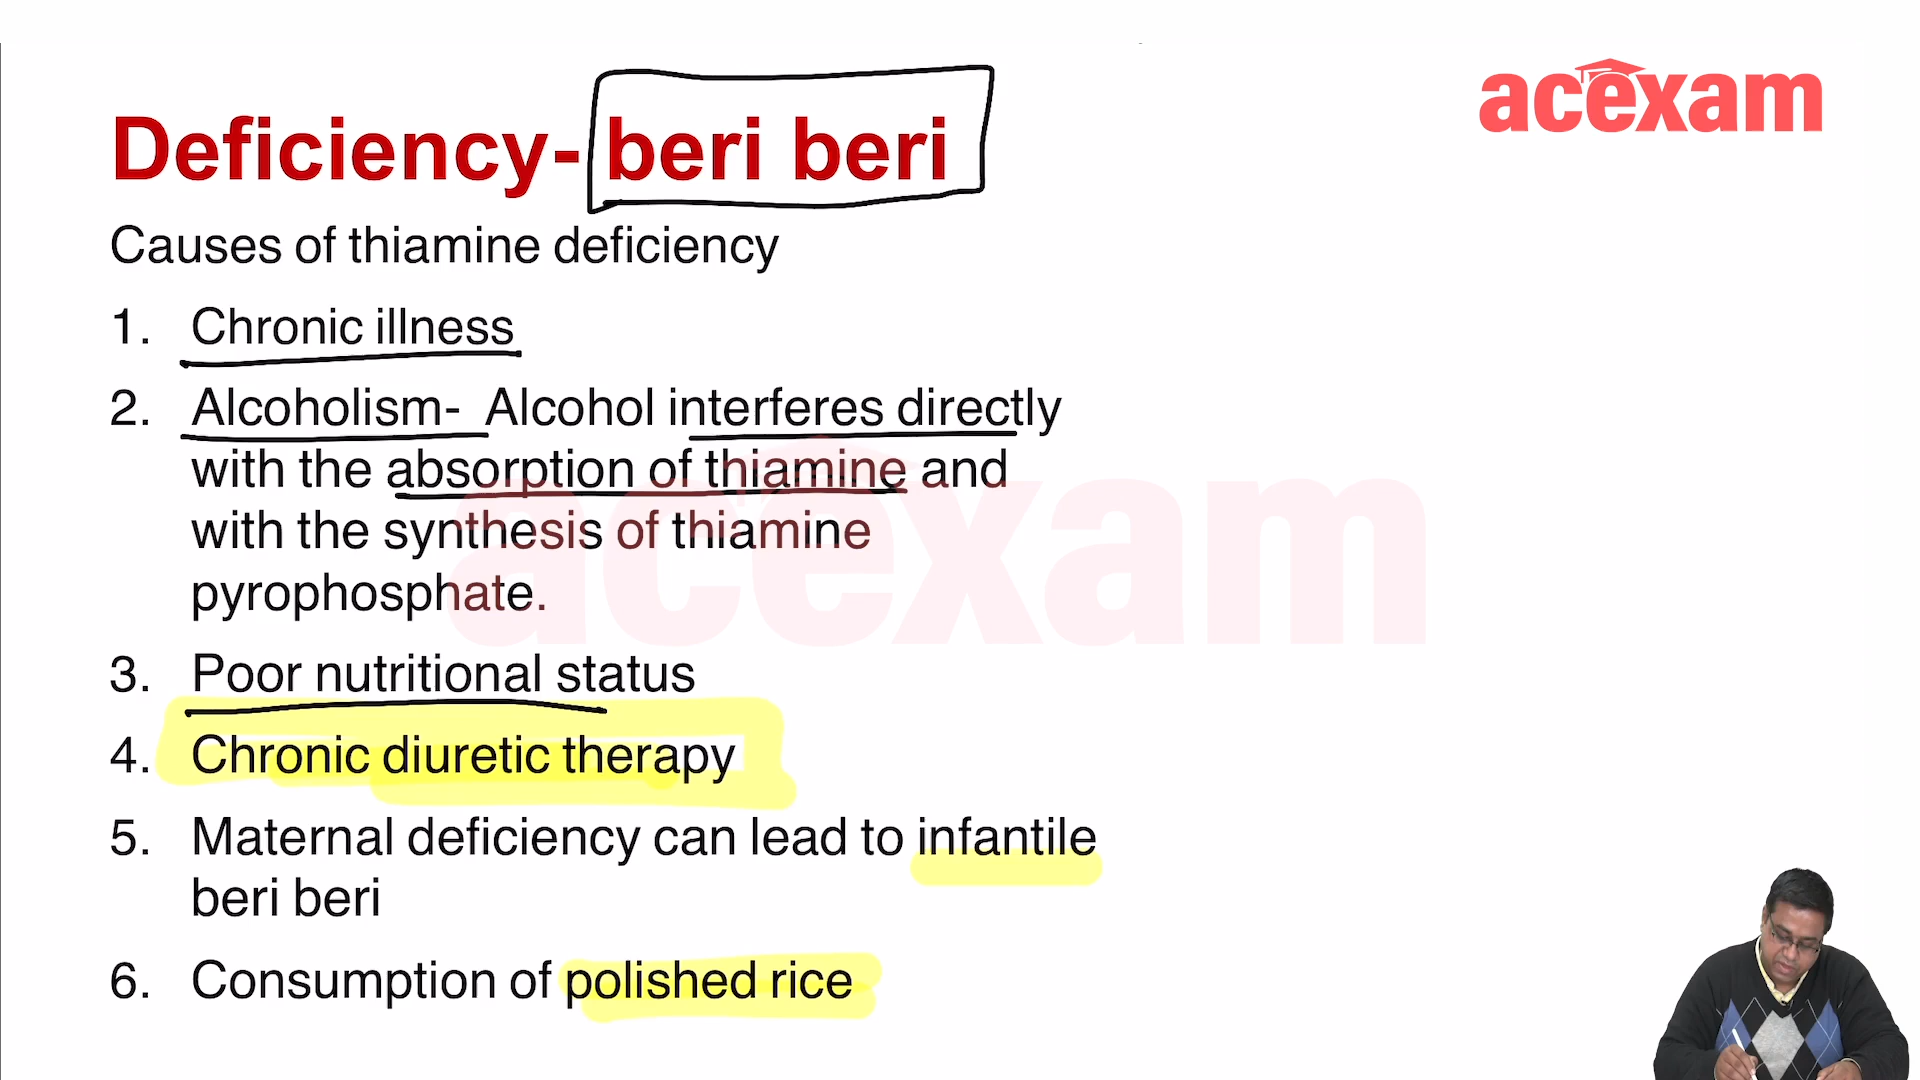 acexam
Deficiency- beri beri
Causes of thiamine deficiency
1. Chronic illness
2. Alcoholism- Alcohol interferes directly
with the absorption of thiamine and
with the synthesis of thiamine
pyrophosphate.
3. Poor nutritional status
4. Chronic diuretic therapy
5. Maternal deficiency can lead to infantile
beri beri
6. Consumption of polished rice
acexam